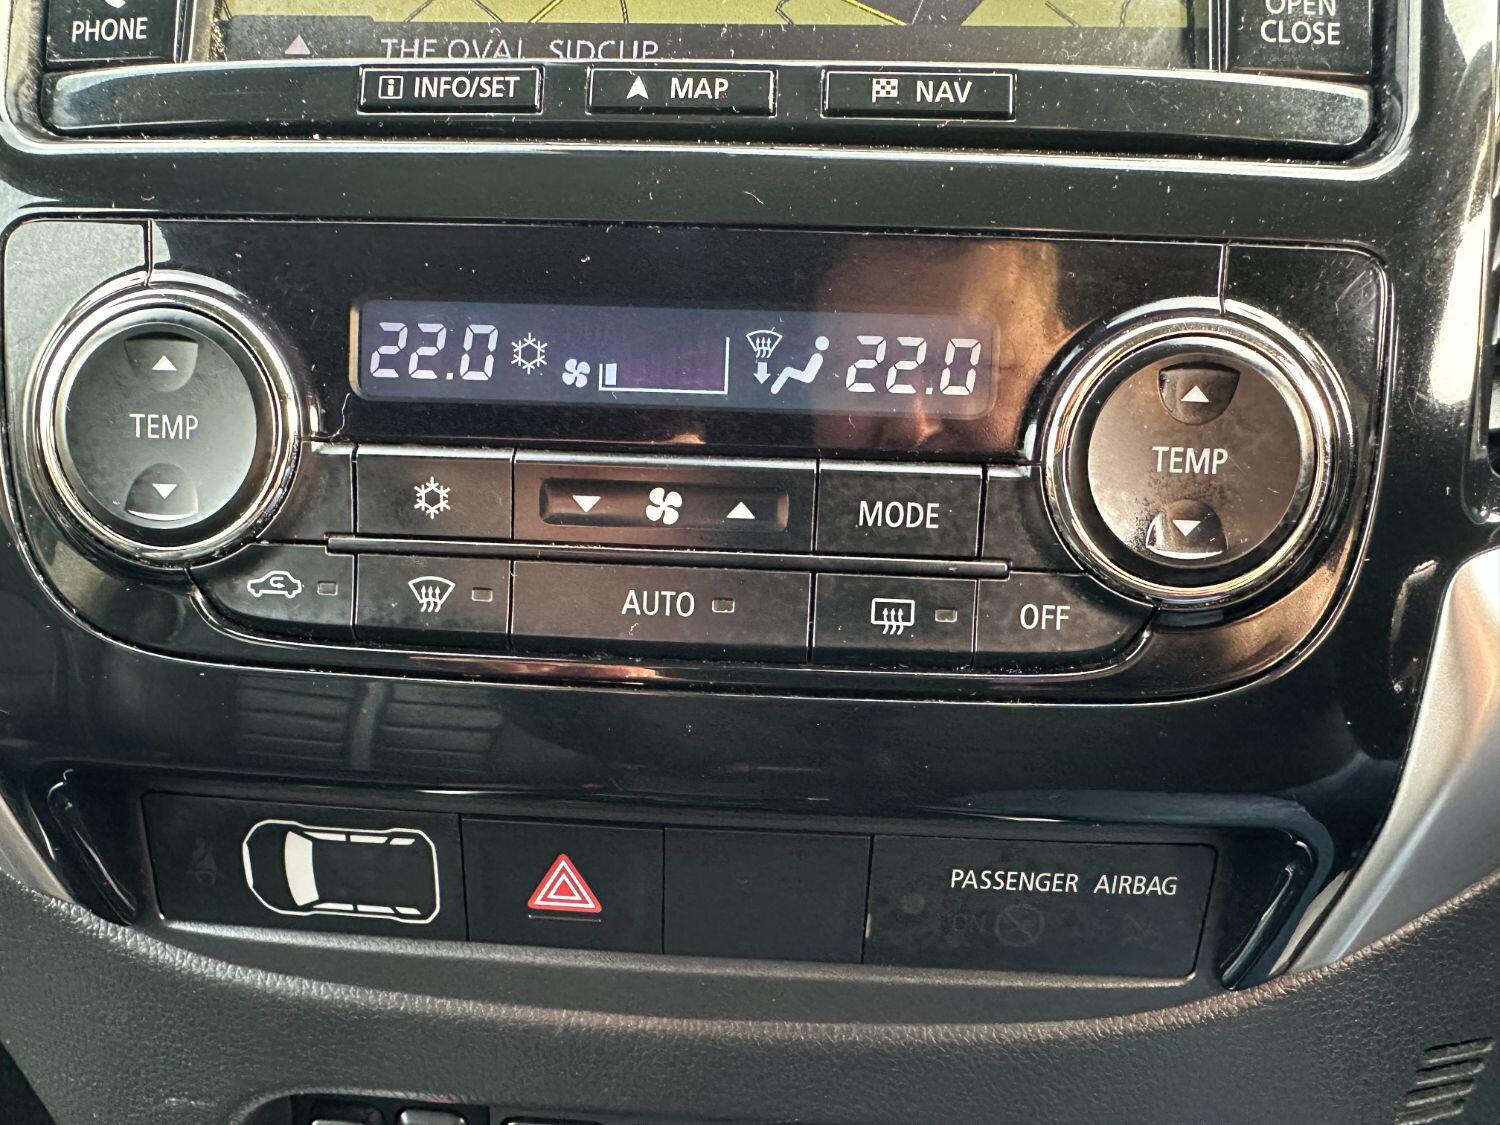 PHONE
THE OVAL, SIDCUP
OPEN
CLOSE
INFO/SET
MAP
NAV
22.0
22.0
TEMP
TEMP
MODE
AUTO
OFF
PASSENGER AIRBAG
ON